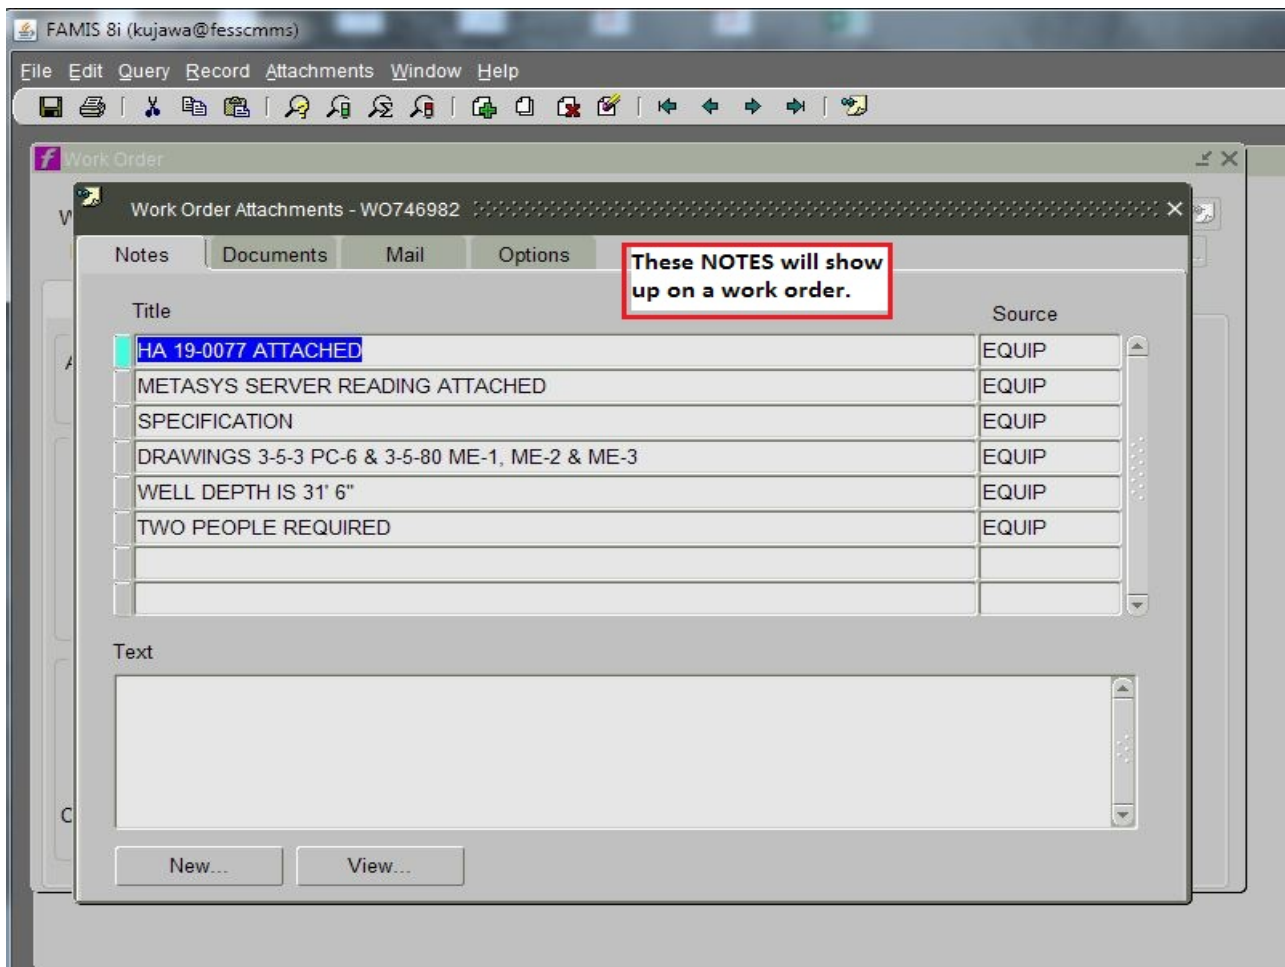 FAMIS 8i (kujawa@fesscmms)
File Edit Query Record Attachments Window Help
Work Order
W
Work Order Attachments - WO746982
Notes Documents Mail Options
These NOTES will show
up on a work order.
Title Source
HA 19-0077 ATTACHED EQUIP
METASYS SERVER READING ATTACHED EQUIP
SPECIFICATION EQUIP
DRAWINGS 3-5-3 PC-6 & 3-5-80 ME-1, ME-2 & ME-3 EQUIP
WELL DEPTH IS 31' 6" EQUIP
TWO PEOPLE REQUIRED EQUIP
Text
New... View...